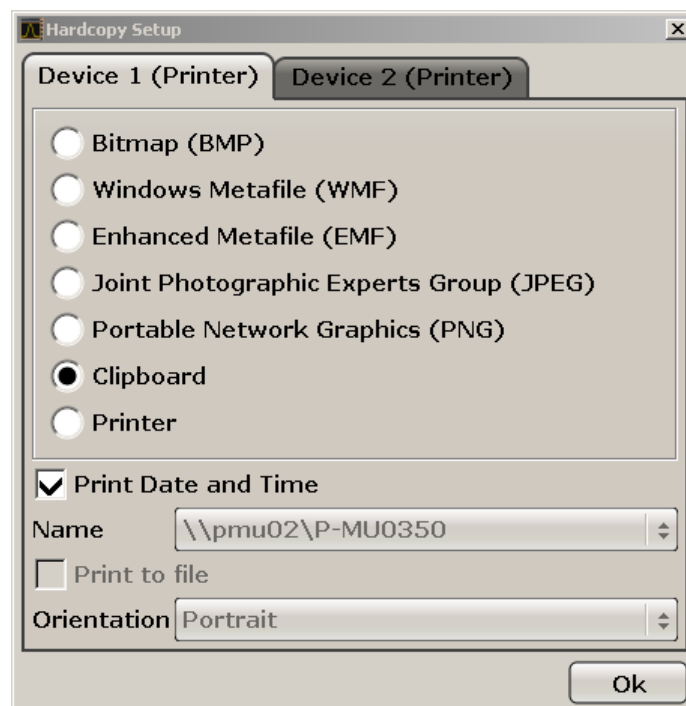 Hardcopy Setup
Device 1 (Printer)
Device 2 (Printer)
Bitmap (BMP)
Windows Metafile (WMF)
Enhanced Metafile (EMF)
Joint Photographic Experts Group (JPEG)
Portable Network Graphics (PNG)
Clipboard
Printer
Print Date and Time
Name \\pmu02\P-MU0350
Print to file
Orientation Portrait
Ok